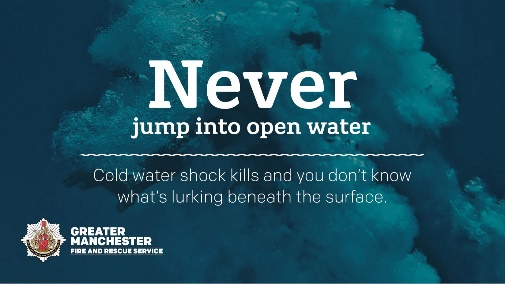 Never
jump into open water
Cold water shock kills and you don't know
what's lurking beneath the surface.
GREATER
MANCHESTER
FIRE AND RESCUE SERVICE